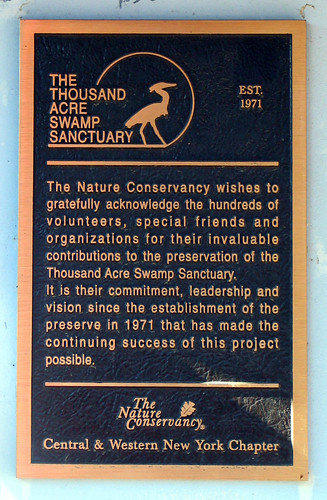 THE
THOUSAND
ACRE
SWAMP
SANCTUARY
EST.
1971
The Nature Conservancy wishes to
gratefully acknowledge the hundreds of
volunteers, special friends and
organizations for their invaluable
contributions to the preservation of the
Thousand Acre Swamp Sanctuary.
It is their commitment, leadership and
vision since the establishment of the
preserve in 1971 that has made the
continuing success of this project
possible.
The
Nature
Conservancy®
Central & Western New York Chapter